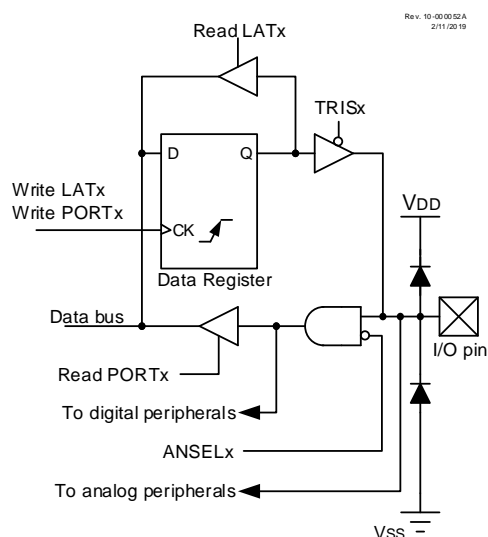 Rev. 10-000052A
2/11/2019
Read LATx
TRISx
D
Q
Write LATx
Write PORTx
CK
VDD
Data Register
Data bus
I/O pin
Read PORTx
To digital peripherals
ANSELx
To analog peripherals
VSS